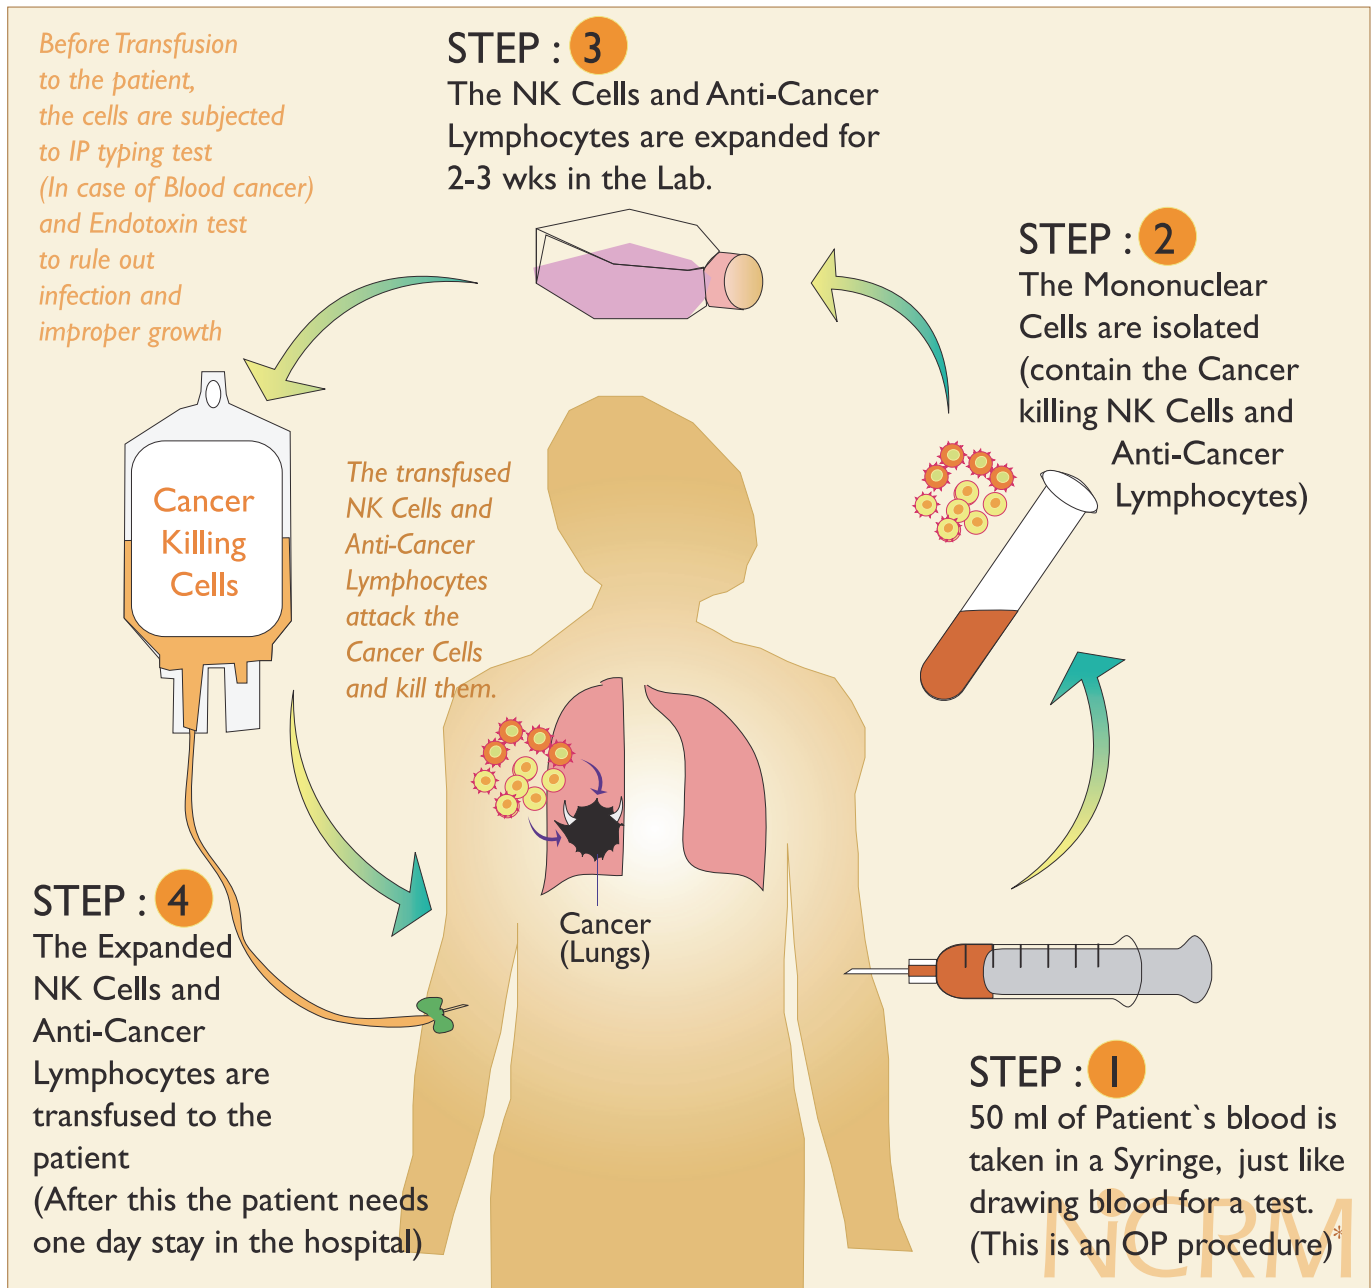 Before Transfusion
to the patient,
the cells are subjected
to IP typing test
(In case of Blood cancer)
and Endotoxin test
to rule out
infection and
improper growth
STEP : 3
The NK Cells and Anti-Cancer
Lymphocytes are expanded for
2-3 wks in the Lab.
STEP : 2
The Mononuclear
Cells are isolated
(contain the Cancer
killing NK Cells and
Anti-Cancer
Lymphocytes)
Cancer
Killing
Cells
The transfused
NK Cells and
Anti-Cancer
Lymphocytes
attack the
Cancer Cells
and kill them.
Cancer
(Lungs)
STEP : 4
The Expanded
NK Cells and
Anti-Cancer
Lymphocytes are
transfused to the
patient
(After this the patient needs
one day stay in the hospital)
STEP : 1
50 ml of Patient`s blood is
taken in a Syringe, just like
drawing blood for a test.
(This is an OP procedure)*
NiCRM